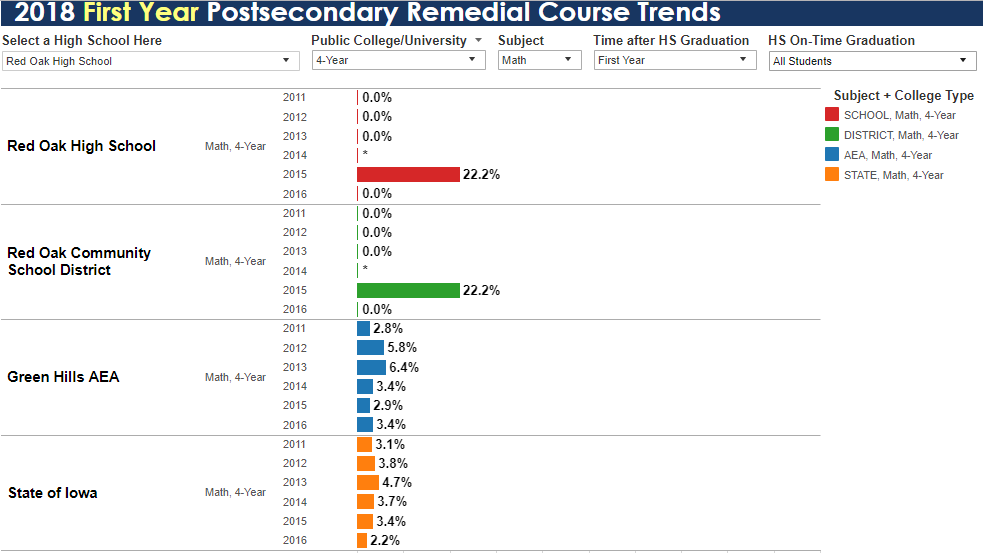 2018 First Year Postsecondary Remedial Course Trends
Select a High School Here
Public College/University
Subject
Time after HS Graduation
HS On-Time Graduation
Red Oak High School
4-Year
Math
First Year
All Students
Subject + College Type
SCHOOL, Math, 4-Year
DISTRICT, Math, 4-Year
AEA, Math, 4-Year
STATE, Math, 4-Year
Red Oak High School
Math, 4-Year
2011 0.0%
2012 0.0%
2013 0.0%
2014 *
2015 22.2%
2016 0.0%
Red Oak Community
School District
Math, 4-Year
2011 0.0%
2012 0.0%
2013 0.0%
2014 *
2015 22.2%
2016 0.0%
Green Hills AEA
Math, 4-Year
2011 2.8%
2012 5.8%
2013 6.4%
2014 3.4%
2015 2.9%
2016 3.4%
State of Iowa
Math, 4-Year
2011 3.1%
2012 3.8%
2013 4.7%
2014 3.7%
2015 3.4%
2016 2.2%